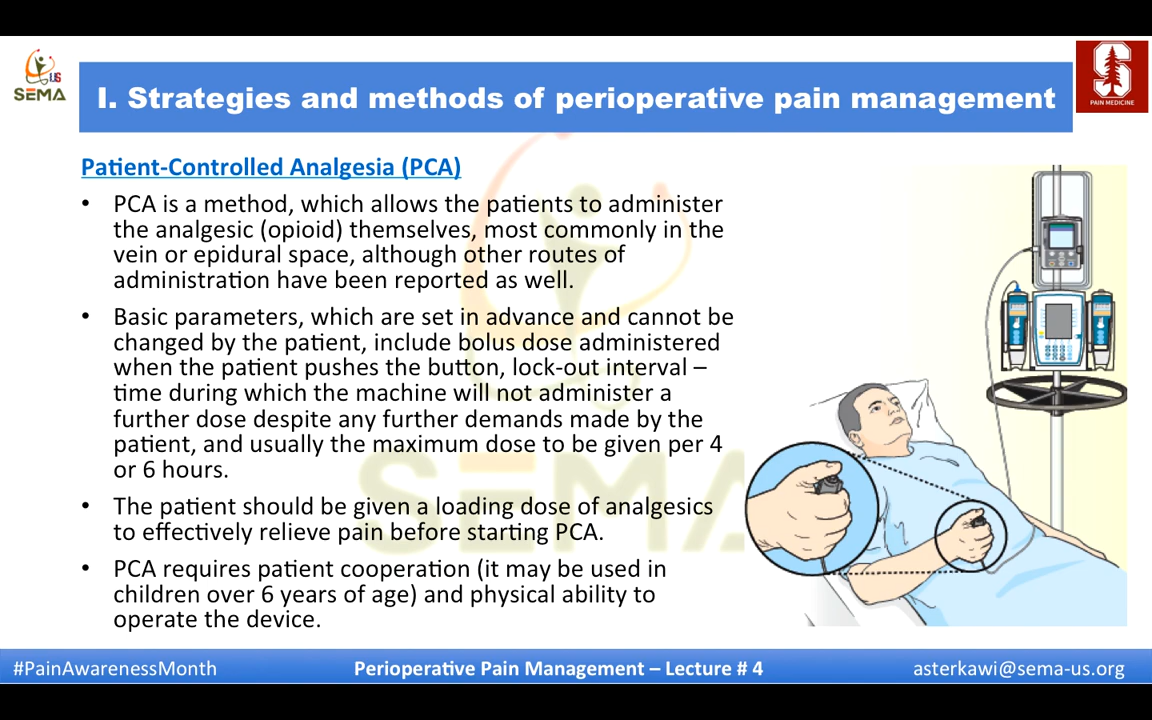 US
SEMA
I. Strategies and methods of perioperative pain management
S
PAIN MEDICINE
Patient-Controlled Analgesia (PCA)
• PCA is a method, which allows the patients to administer
the analgesic (opioid) themselves, most commonly in the
vein or epidural space, although other routes of
administration have been reported as well.
• Basic parameters, which are set in advance and cannot be
changed by the patient, include bolus dose administered
when the patient pushes the button, lock-out interval –
time during which the machine will not administer a
further dose despite any further demands made by the
patient, and usually the maximum dose to be given per 4
or 6 hours.
• The patient should be given a loading dose of analgesics
to effectively relieve pain before starting PCA.
• PCA requires patient cooperation (it may be used in
children over 6 years of age) and physical ability to
operate the device.
SEMA
#PainAwarenessMonth
Perioperative Pain Management – Lecture # 4
asterkawi@sema-us.org